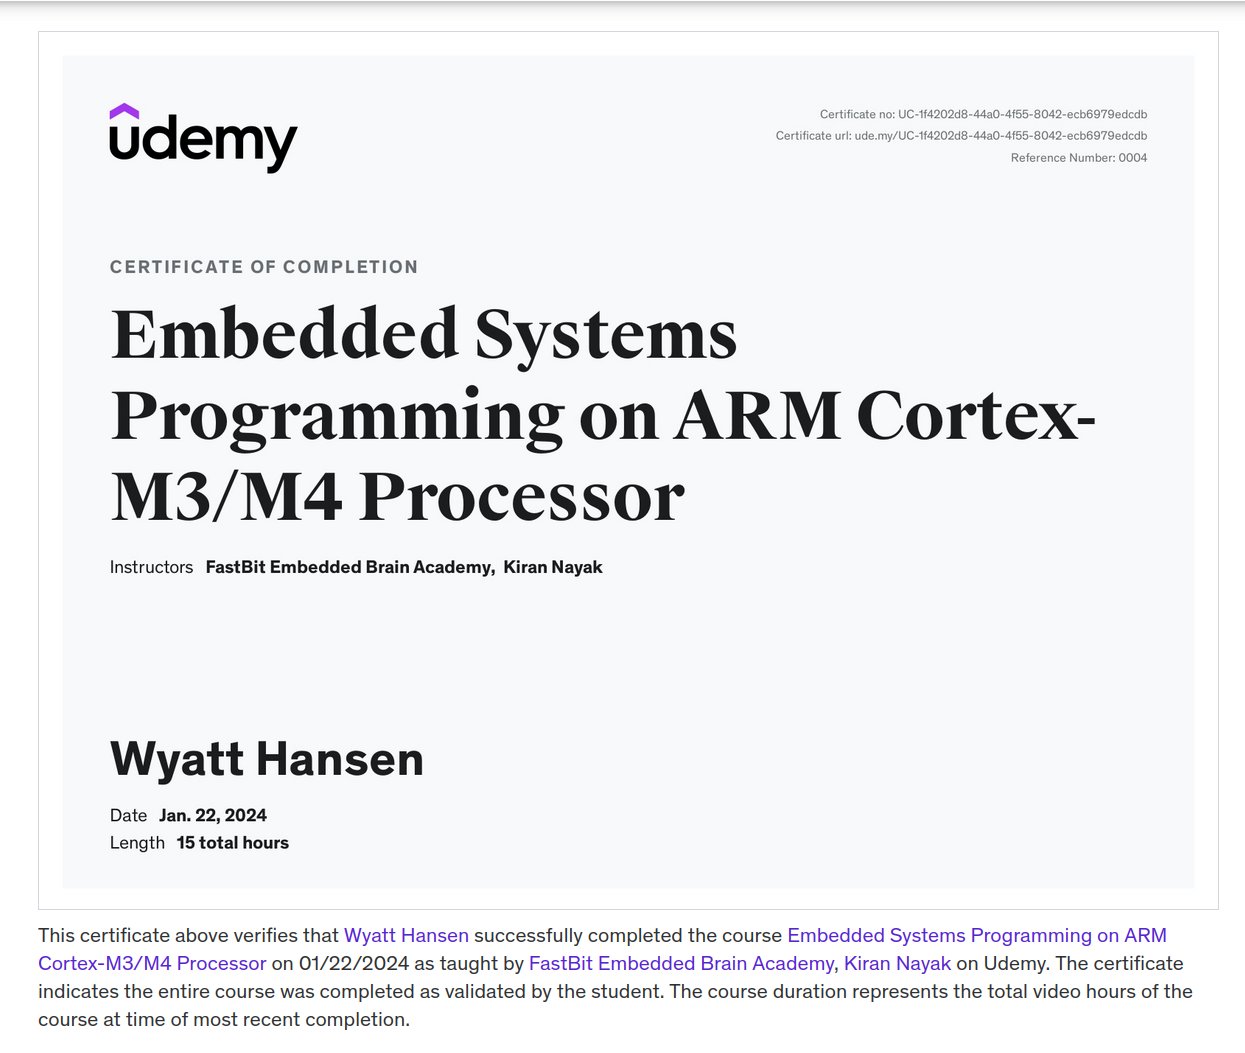 udemy
Certificate no: UC-1f4202d8-44a0-4f55-8042-ecb6979edcdb
Certificate url: ude.my/UC-1f4202d8-44a0-4f55-8042-ecb6979edcdb
Reference Number: 0004
CERTIFICATE OF COMPLETION
Embedded Systems
Programming on ARM Cortex-
M3/M4 Processor
Instructors FastBit Embedded Brain Academy, Kiran Nayak
Wyatt Hansen
Date Jan. 22, 2024
Length 15 total hours
This certificate above verifies that Wyatt Hansen successfully completed the course Embedded Systems Programming on ARM
Cortex-M3/M4 Processor on 01/22/2024 as taught by FastBit Embedded Brain Academy, Kiran Nayak on Udemy. The certificate
indicates the entire course was completed as validated by the student. The course duration represents the total video hours of the
course at time of most recent completion.